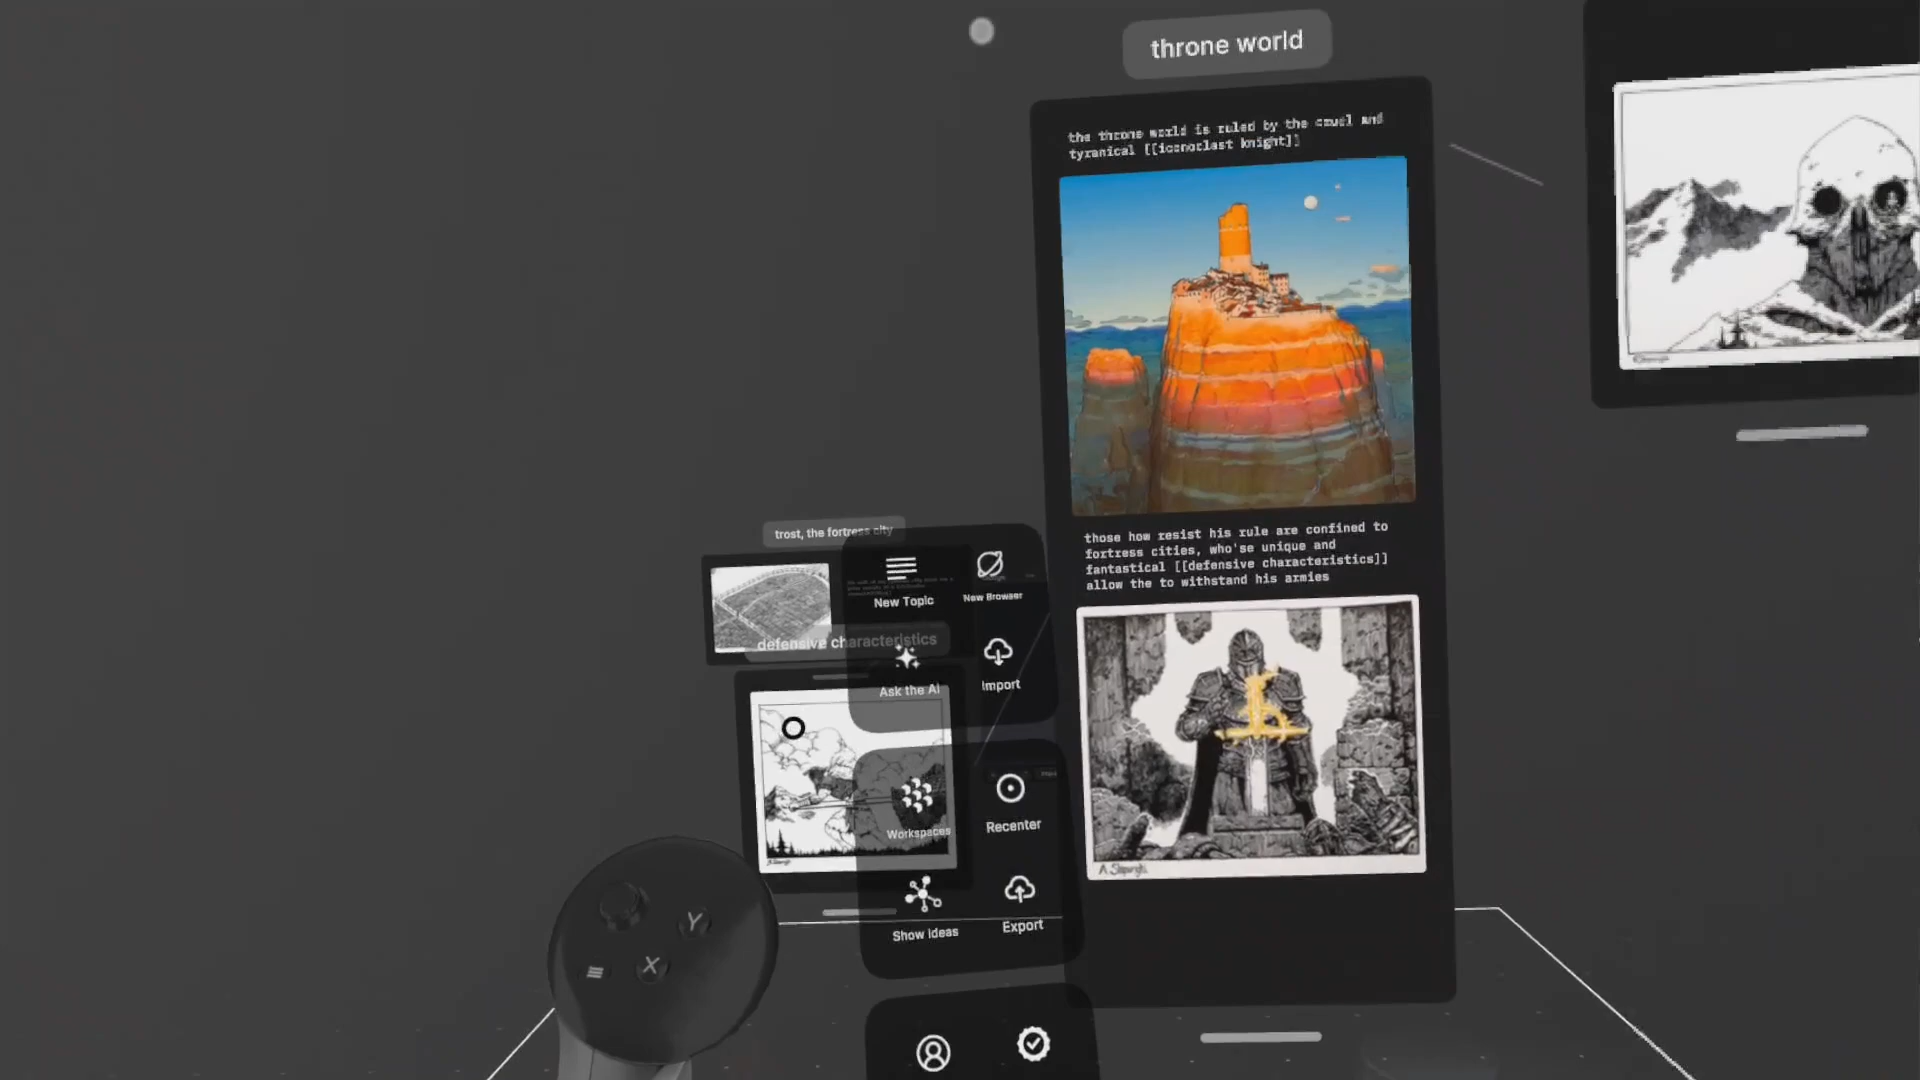 throne world
the throne world is ruled by the cruel and
tyranical [[iconoclast knight]]
those how resist his rule are confined to
fortress cities, who'se unique and
fantastical [[defensive characteristics]]
allow the to withstand his armies
trost, the fortress city
defensive characteristics
New Topic
New Browser
Ask the AI
Import
Workspaces
Recenter
Show Ideas
Export
Y
X